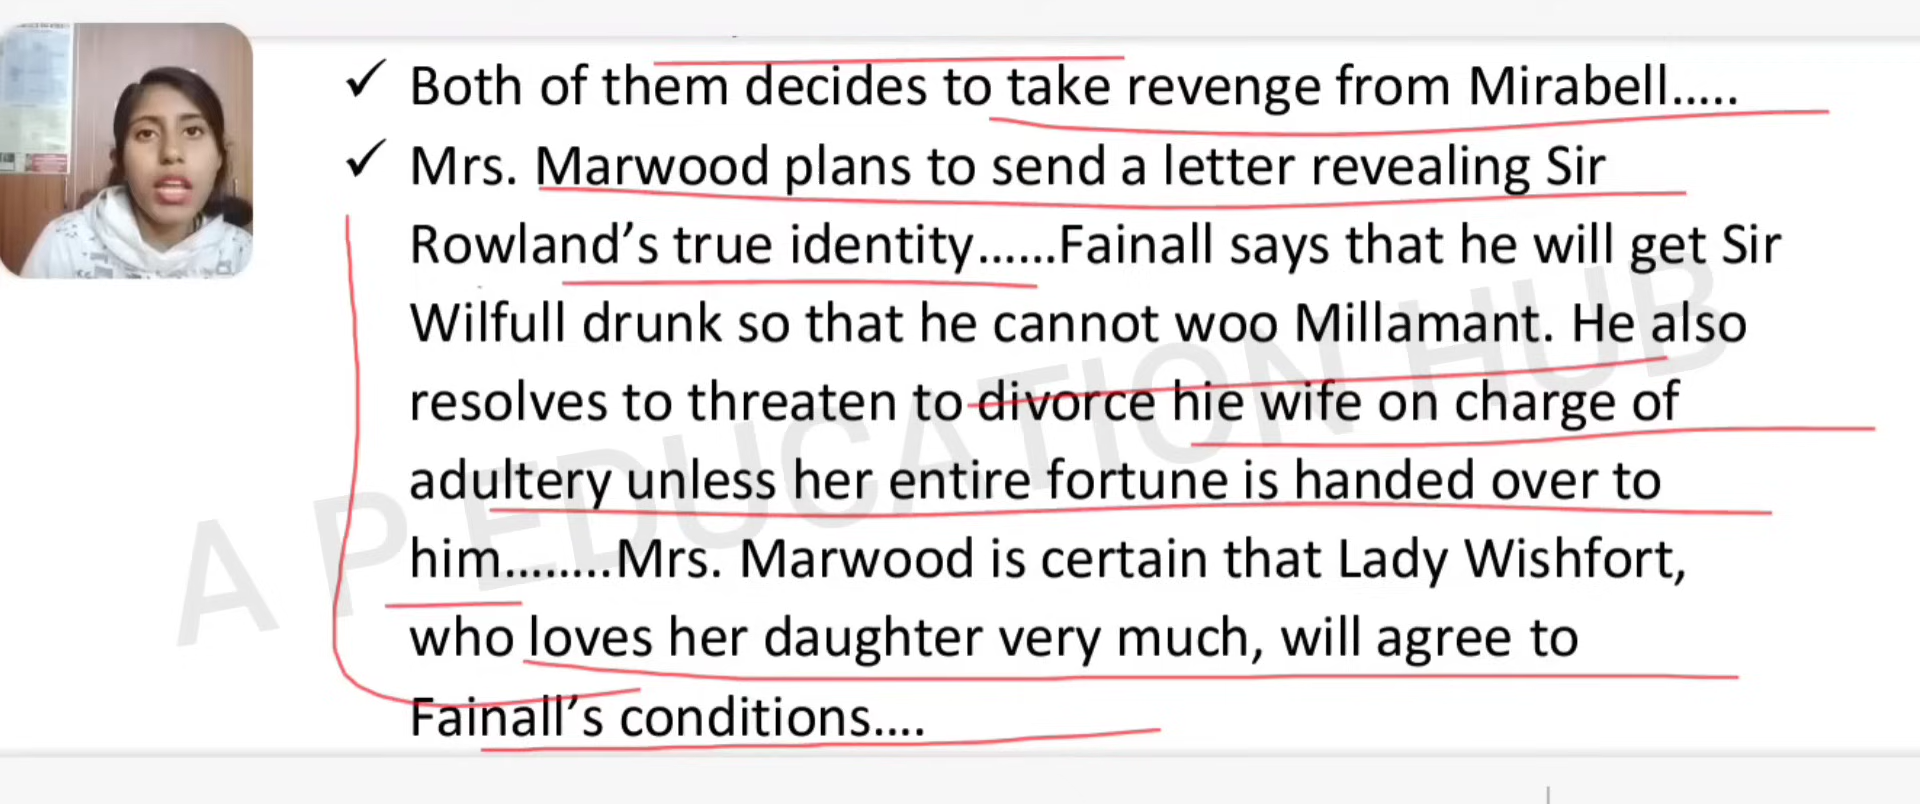 ✓ Both of them decides to take revenge from Mirabell.....
✓ Mrs. Marwood plans to send a letter revealing Sir
Rowland’s true identity......Fainall says that he will get Sir
Wilfull drunk so that he cannot woo Millamant. He also
resolves to threaten to divorce hie wife on charge of
adultery unless her entire fortune is handed over to
him........Mrs. Marwood is certain that Lady Wishfort,
who loves her daughter very much, will agree to
Fainall’s conditions....
A P EDUCATION HUB